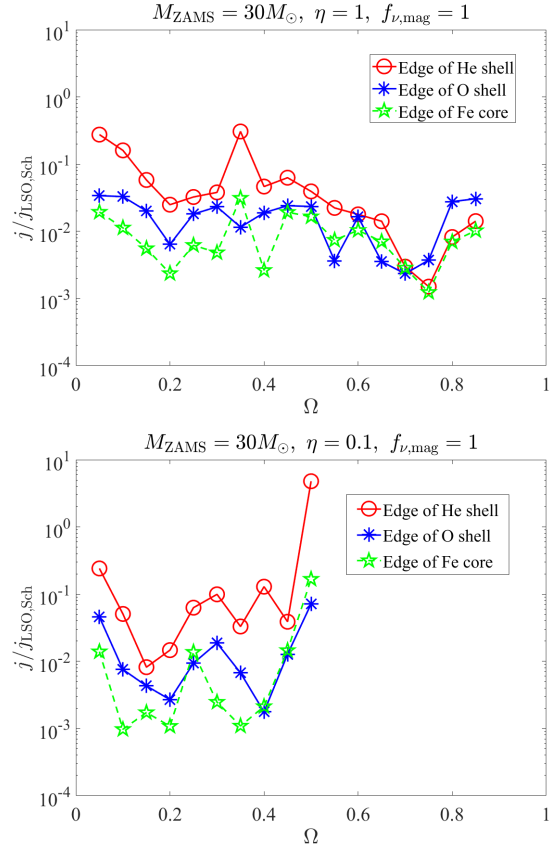 M_ZAMS = 30M_⊙, η = 1, f_ν,mag = 1
10^1
10^0
10^-1
10^-2
10^-3
10^-4
j/j_LSO,Sch
Edge of He shell
Edge of O shell
Edge of Fe core
0 0.2 0.4 0.6 0.8 1
Ω
M_ZAMS = 30M_⊙, η = 0.1, f_ν,mag = 1
10^1
10^0
10^-1
10^-2
10^-3
10^-4
j/j_LSO,Sch
Edge of He shell
Edge of O shell
Edge of Fe core
0 0.2 0.4 0.6 0.8 1
Ω